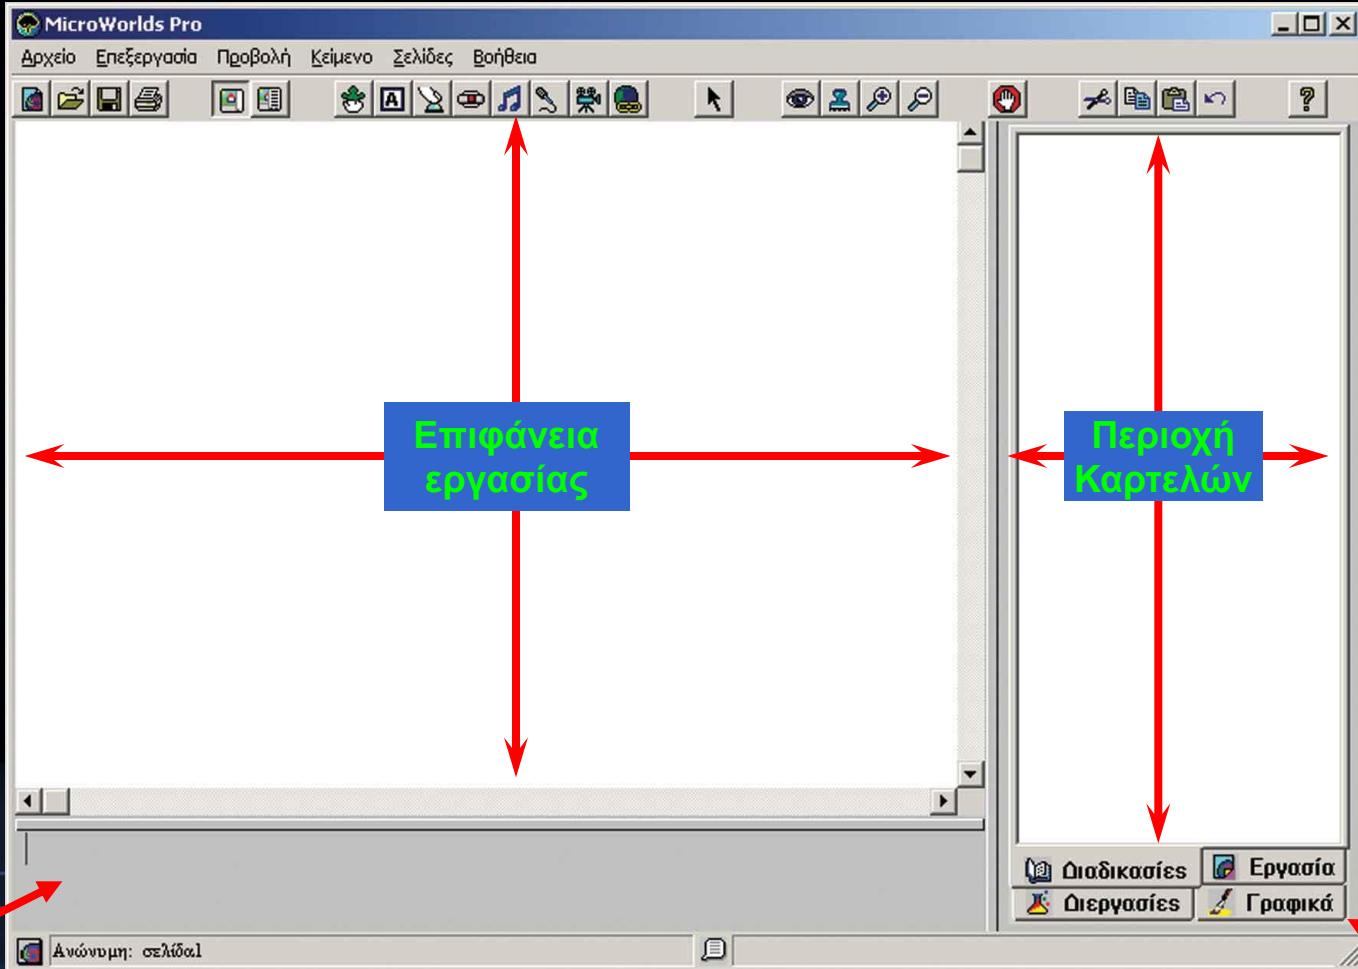 MicroWorlds Pro
Αρχείο Επεξεργασία Προβολή Κείμενο Σελίδες Βοήθεια
Επιφάνεια
εργασίας
Περιοχή
Καρτελών
Διαδικασίες Εργασία
Διεργασίες Γραφικά
Ανώνυμη: σελίδα1